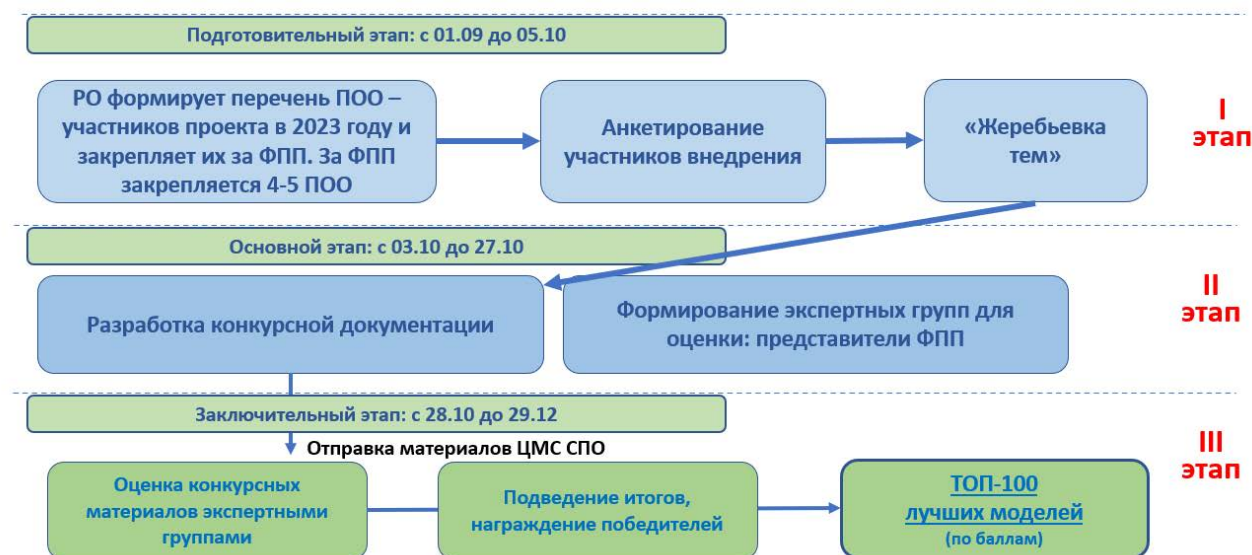 Подготовительный этап: с 01.09 до 05.10
РО формирует перечень ПОО –
участников проекта в 2023 году и
закрепляет их за ФПП. За ФПП
закрепляется 4-5 ПОО
Анкетирование
участников внедрения
«Жеребьевка
тем»
I
этап
Основной этап: с 03.10 до 27.10
Разработка конкурсной документации
Формирование экспертных групп для
оценки: представители ФПП
II
этап
Заключительный этап: с 28.10 до 29.12
Отправка материалов ЦМС СПО
Оценка конкурсных
материалов экспертными
группами
Подведение итогов,
награждение победителей
ТОП-100
лучших моделей
(по баллам)
III
этап